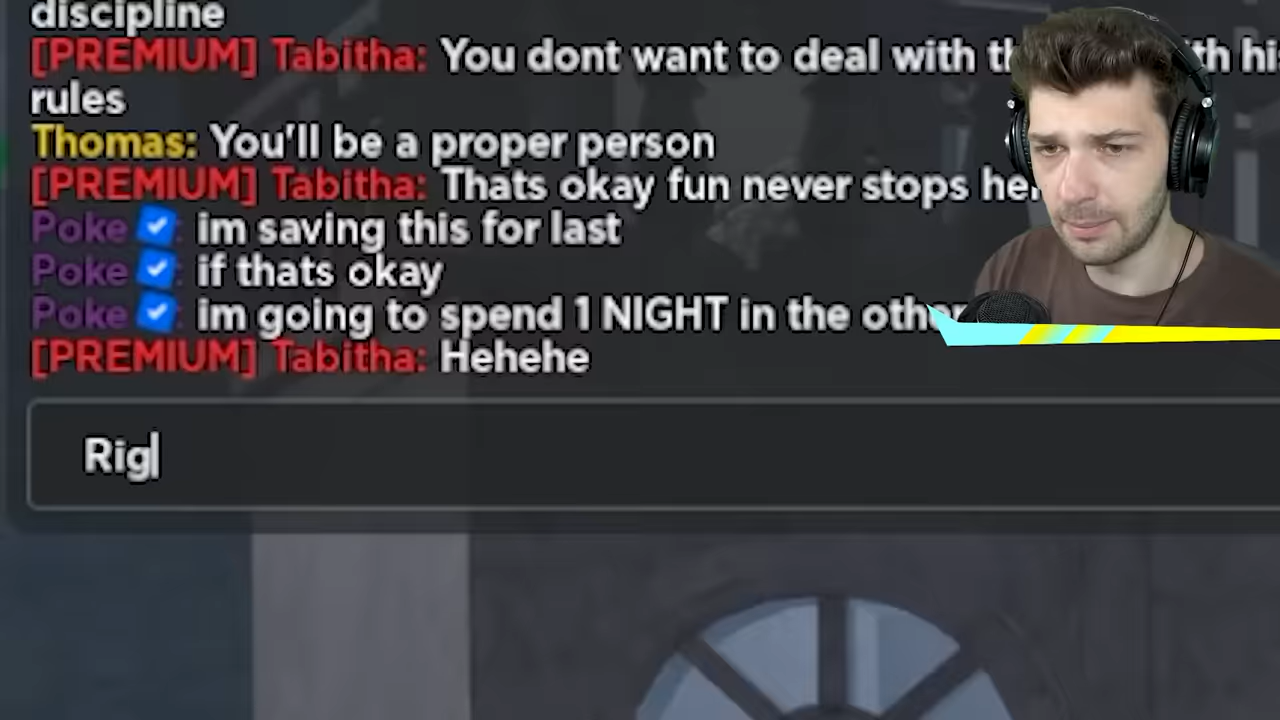 discipline
[PREMIUM] Tabitha: You dont want to deal with
rules
Thomas: You'll be a proper person
[PREMIUM] Tabitha: Thats okay fun never stops
Poke : im saving this for last
Poke : if thats okay
Poke : im going to spend 1 NIGHT in the other
[PREMIUM] Tabitha: Hehehe
Rig